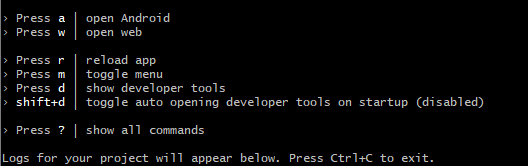 › Press a │ open Android
› Press w │ open web
› Press r │ reload app
› Press m │ toggle menu
› Press d │ show developer tools
› shift+d │ toggle auto opening developer tools on startup (disabled)
› Press ? │ show all commands
Logs for your project will appear below. Press Ctrl+C to exit.